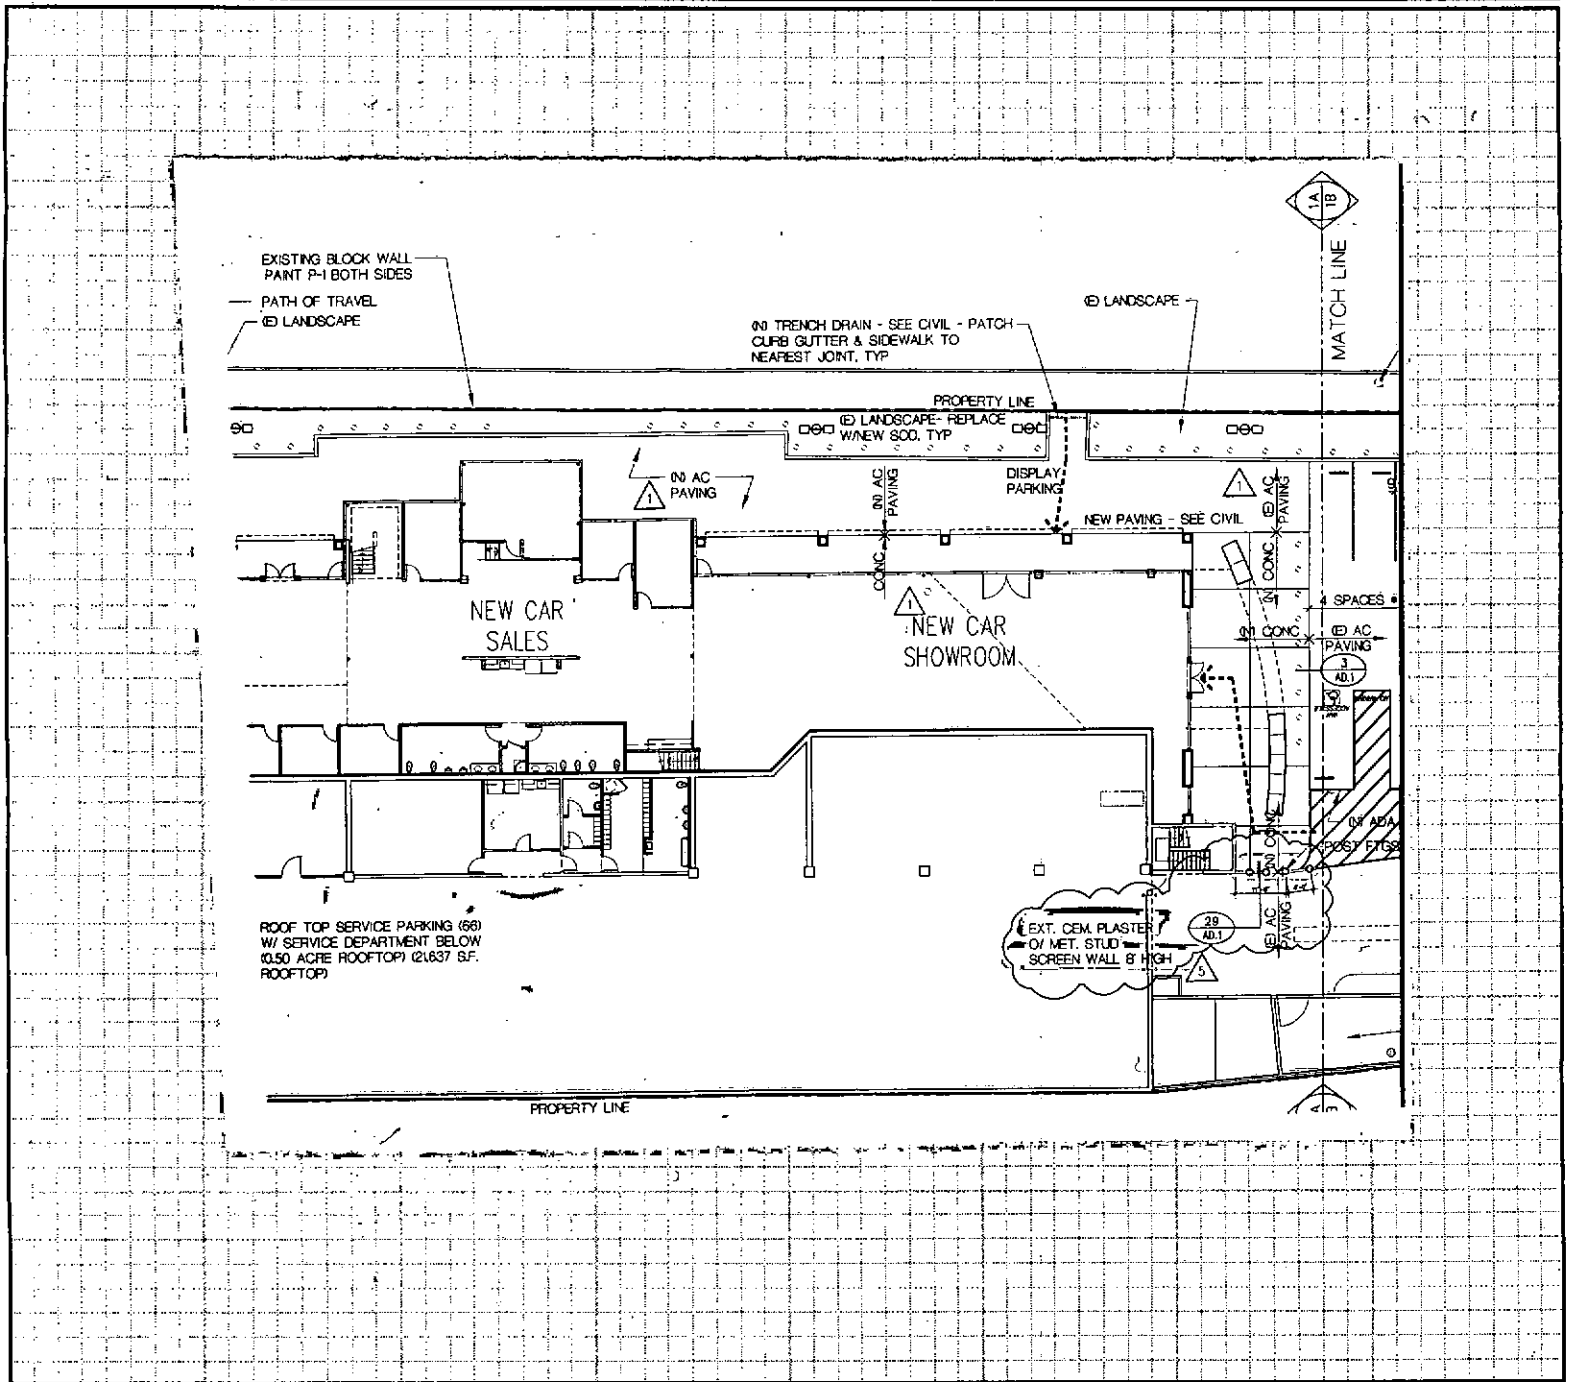 1A
1B
MATCH LINE
EXISTING BLOCK WALL
PAINT P-1 BOTH SIDES
PATH OF TRAVEL
(E) LANDSCAPE
(N) TRENCH DRAIN - SEE CIVIL - PATCH
CURB GUTTER & SIDEWALK TO
NEAREST JOINT, TYP
(E) LANDSCAPE
PROPERTY LINE
(E) LANDSCAPE- REPLACE
W/NEW SOD, TYP
(N) AC
PAVING
1
(N) AC
PAVING
CONC
DISPLAY
PARKING
1
(E) AC
PAVING
(N) CONC
NEW PAVING - SEE CIVIL
4 SPACES
NEW CAR
SALES
1
NEW CAR
SHOWROOM
(N) CONC
(E) AC
PAVING
3
AD.1
(N) ADA
POST FTGS
(N) CONC
(E) AC
PAVING
ROOF TOP SERVICE PARKING (66)
W/ SERVICE DEPARTMENT BELOW
(0.50 ACRE ROOFTOP) (21,637 S.F.
ROOFTOP)
EXT. CEM. PLASTER
O/ MET. STUD
SCREEN WALL 8' HIGH
29
AD.1
5
PROPERTY LINE